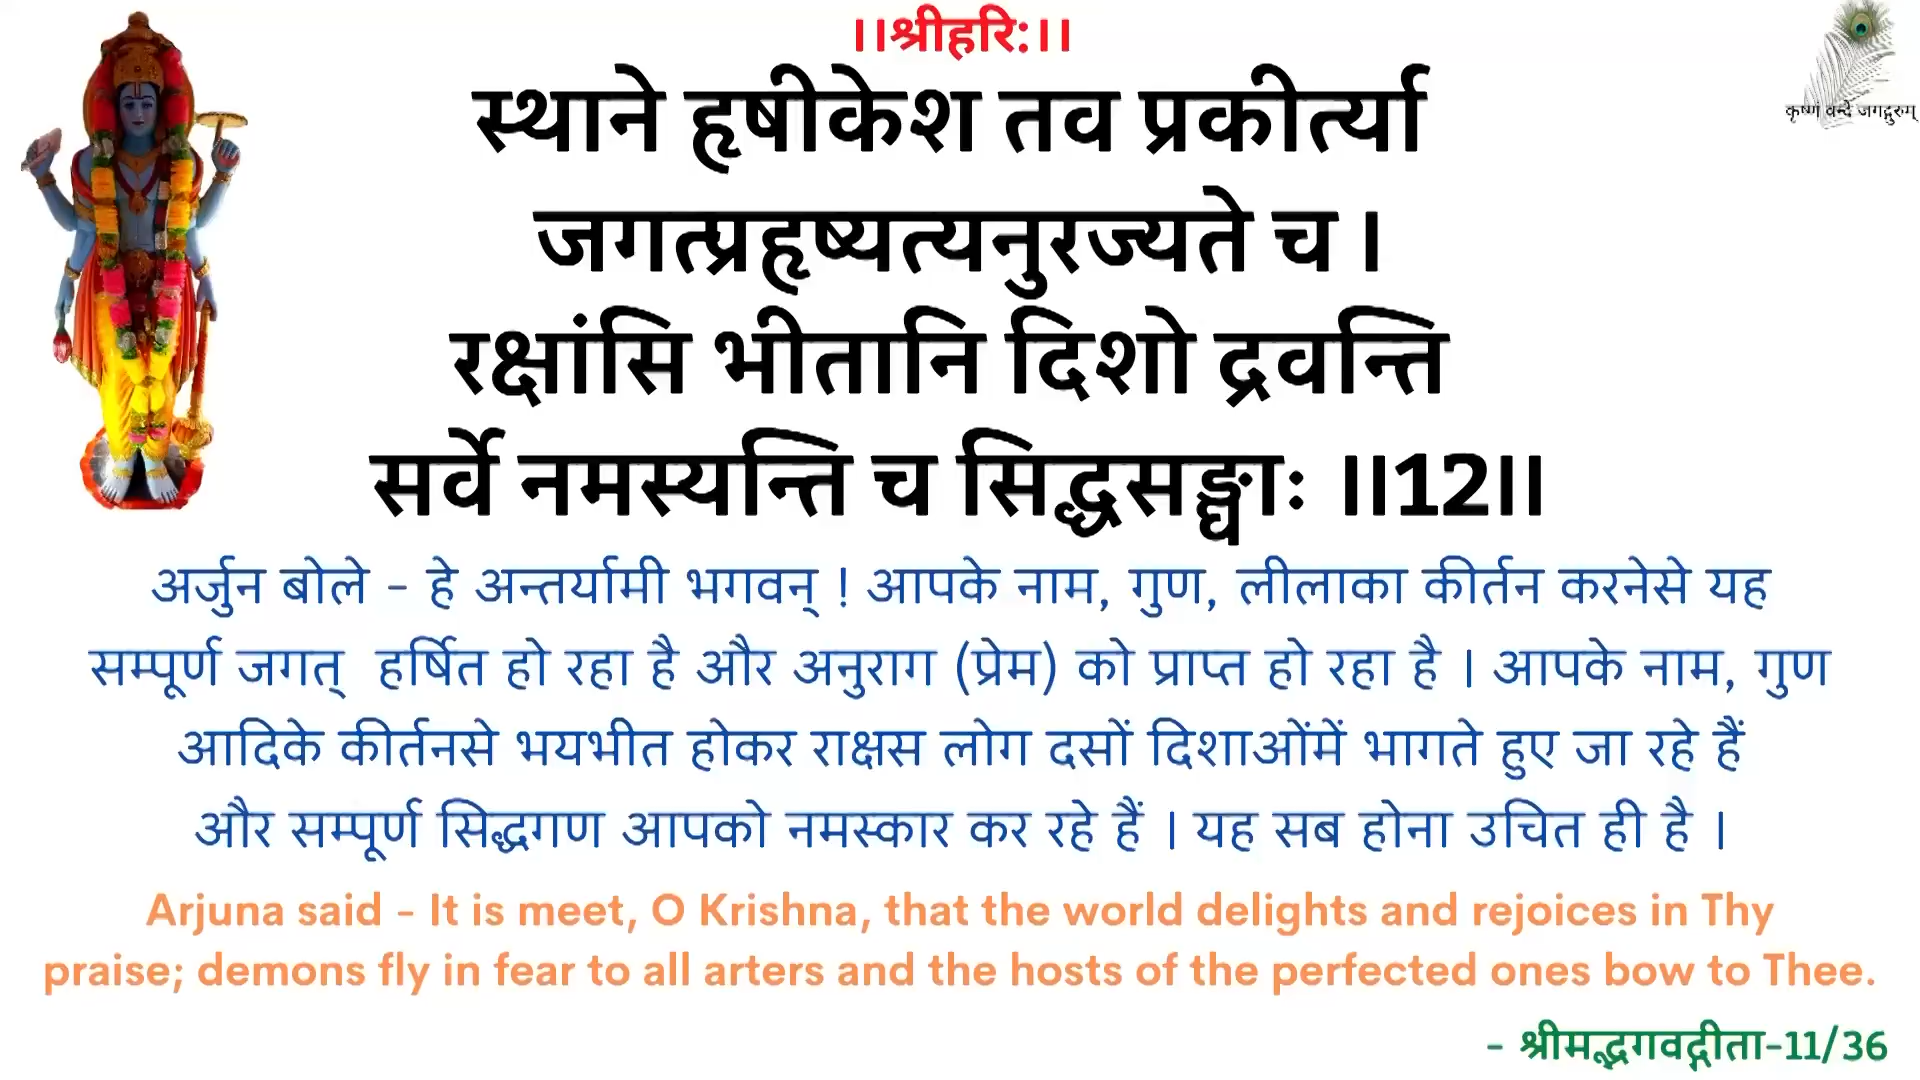 ।।श्रीहरि:।।
कृष्णं वन्दे जगद्गुरुम्
स्थाने हृषीकेश तव प्रकीर्त्या
जगत्प्रहृष्यत्यनुरज्यते च ।
रक्षांसि भीतानि दिशो द्रवन्ति
सर्वे नमस्यन्ति च सिद्धसङ्घाः ।।12।।
अर्जुन बोले - हे अन्तर्यामी भगवन् ! आपके नाम, गुण, लीलाका कीर्तन करनेसे यह
सम्पूर्ण जगत् हर्षित हो रहा है और अनुराग (प्रेम) को प्राप्त हो रहा है । आपके नाम, गुण
आदिके कीर्तनसे भयभीत होकर राक्षस लोग दसों दिशाओंमें भागते हुए जा रहे हैं
और सम्पूर्ण सिद्धगण आपको नमस्कार कर रहे हैं । यह सब होना उचित ही है ।
Arjuna said - It is meet, O Krishna, that the world delights and rejoices in Thy
praise; demons fly in fear to all arters and the hosts of the perfected ones bow to Thee.
- श्रीमद्भगवद्गीता-11/36